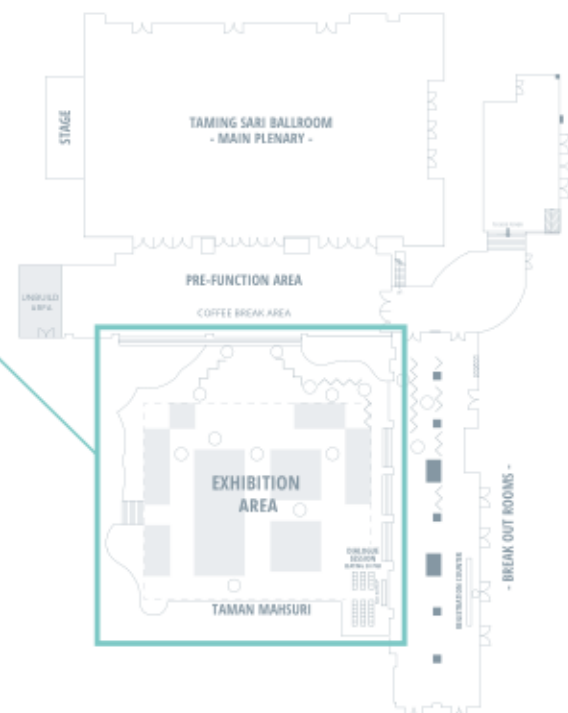 STAGE
TAMING SARI BALLROOM
- MAIN PLENARY -
PRE-FUNCTION AREA
COFFEE BREAK AREA
EXHIBITION
AREA
DIALOGUE
SESSION
TAMAN MAHSURI
REGISTRATION COUNTER
- BREAK OUT ROOMS -